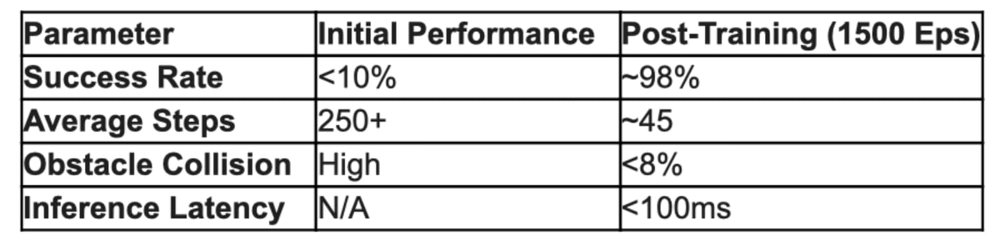 Parameter Initial Performance Post-Training (1500 Eps)
Success Rate <10% ~98%
Average Steps 250+ ~45
Obstacle Collision High <8%
Inference Latency N/A <100ms